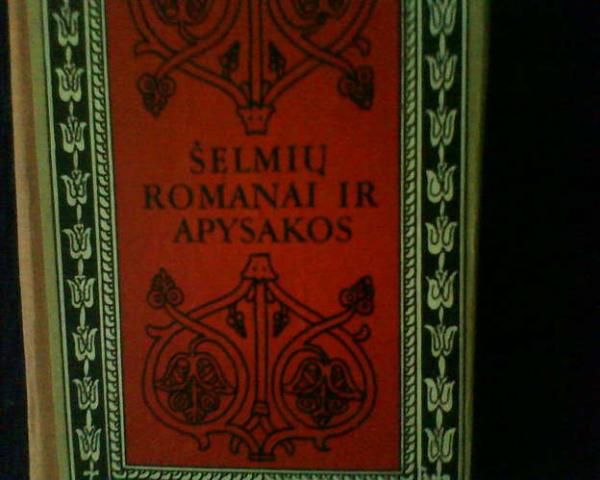 ŠELMIŲ
ROMANAI IR
APYSAKOS